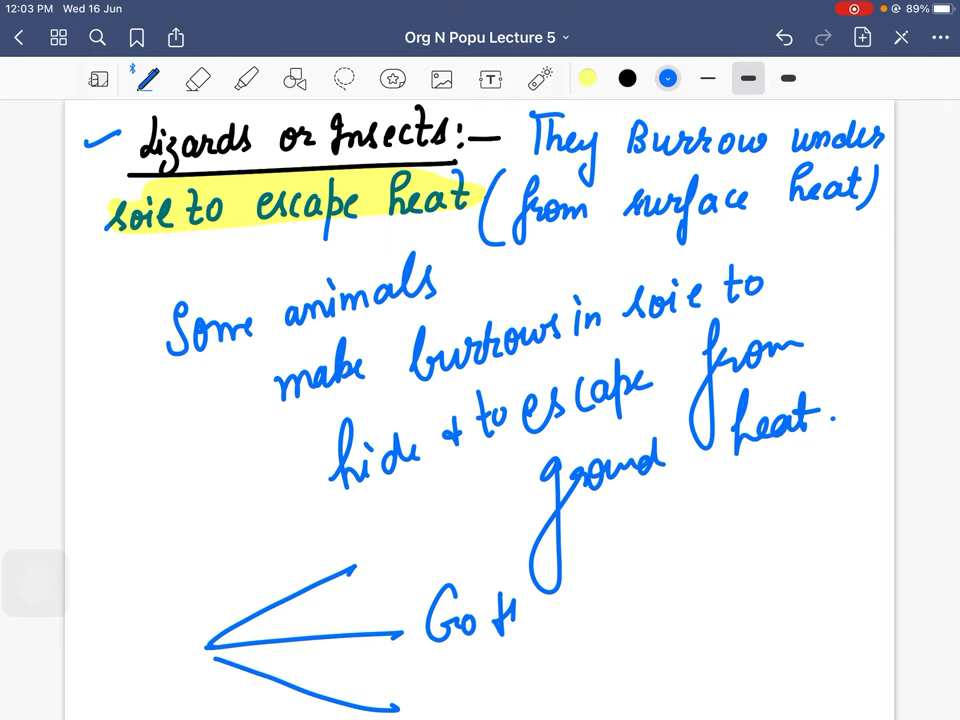 12:03 PM Wed 16 Jun
89%
Org N Popu Lecture 5
T
Lizards or Insects:— They Burrow under
soil to escape heat (from surface heat)
Some animals
make burrows in soil to
hide & to escape from
ground heat.
Go